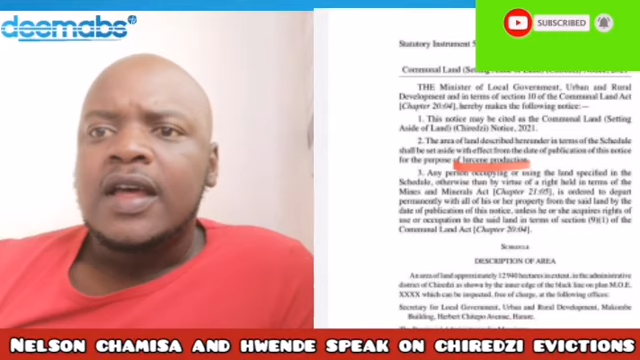 deemabs
TV
SUBSCRIBED
Statutory Instrument
Communal Land (Setting
THE Minister of Local Government, Urban and Rural
Development and in terms of section 10 of the Communal Land Act
[Chapter 20:04], hereby makes the following notice:—
1. This notice may be cited as the Communal Land (Setting
Aside of Land) (Chiredzi) Notice, 2021.
2. The area of land described hereunder in terms of the Schedule
shall be set aside with effect from the date of publication of this notice
for the purpose of lucerne production.
3. Any person occupying or using the land specified in the
Schedule, otherwise than by virtue of a right held in terms of the
Mines and Minerals Act [Chapter 21:05], is ordered to depart
permanently with all of his or her property from the said land by the
date of publication of this notice, unless he or she acquires rights of
use or occupation to the said land in terms of section (9)(1) of the
Communal Land Act [Chapter 20:04].
SCHEDULE
DESCRIPTION OF AREA
An area of land approximately 12 940 hectares in extent, in the administrative
district of Chiredzi as shown by the inner edge of the black line on plan M.O.E.
XXXX which can be inspected, free of charge, at the following offices:
Secretary for Local Government, Urban and Rural Development, Makombe
Building, Herbert Chitepo Avenue, Harare.
NELSON CHAMISA AND HWENDE SPEAK ON CHIREDZI EVICTIONS